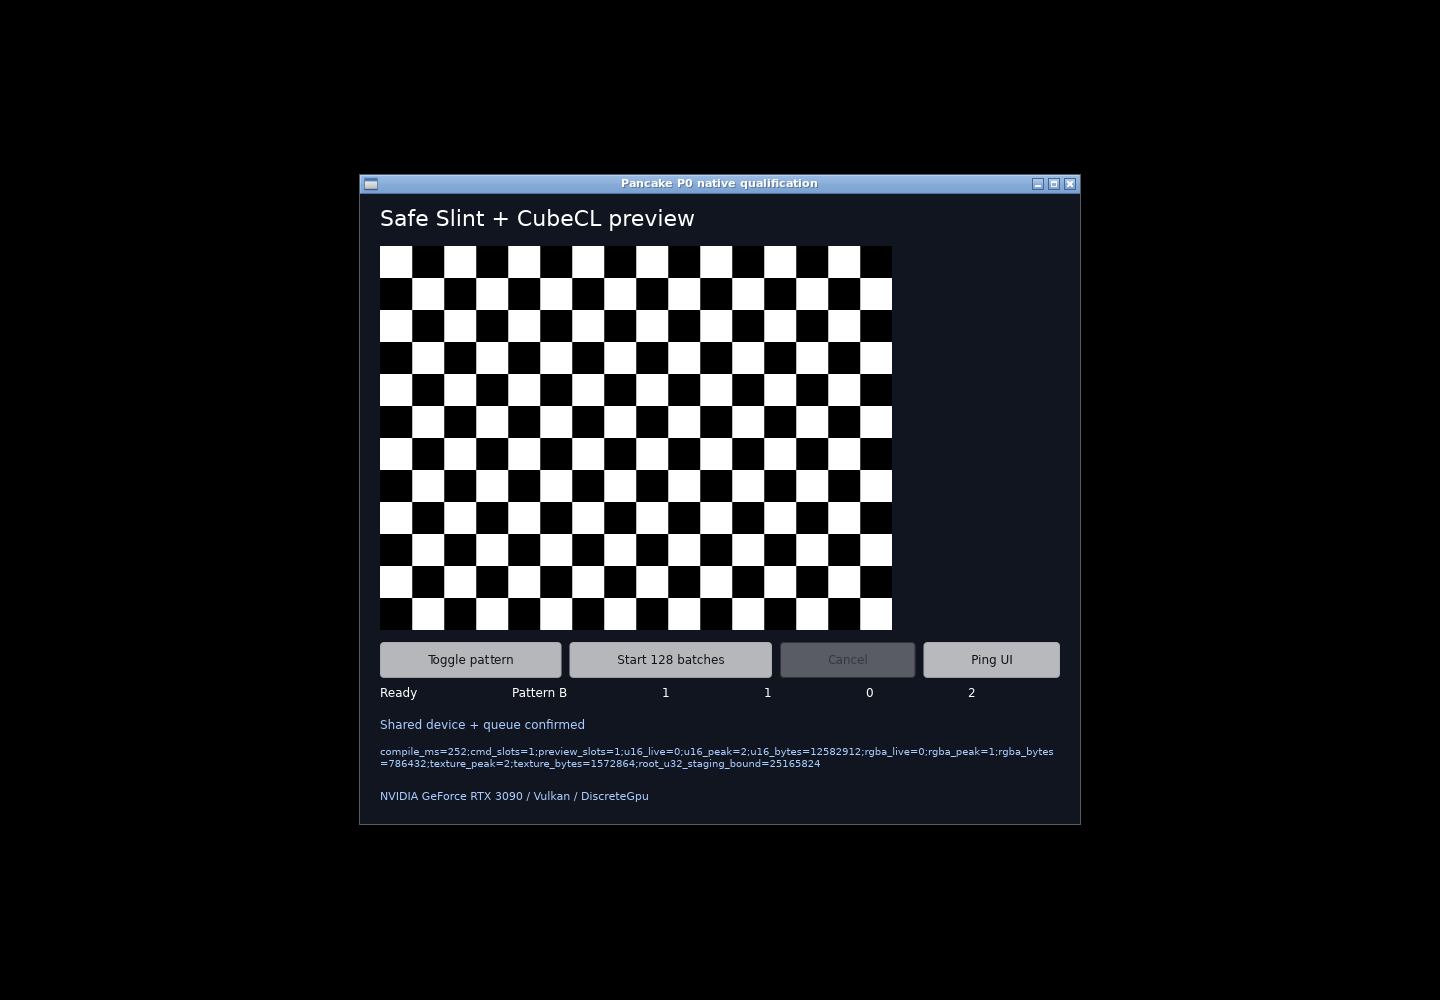 Pancake P0 native qualification
Safe Slint + CubeCL preview
Toggle pattern Start 128 batches Cancel Ping UI
Ready Pattern B 1 1 0 2
Shared device + queue confirmed
compile_ms=252;cmd_slots=1;preview_slots=1;u16_live=0;u16_peak=2;u16_bytes=12582912;rgba_live=0;rgba_peak=1;rgba_bytes
=786432;texture_peak=2;texture_bytes=1572864;root_u32_staging_bound=25165824
NVIDIA GeForce RTX 3090 / Vulkan / DiscreteGpu